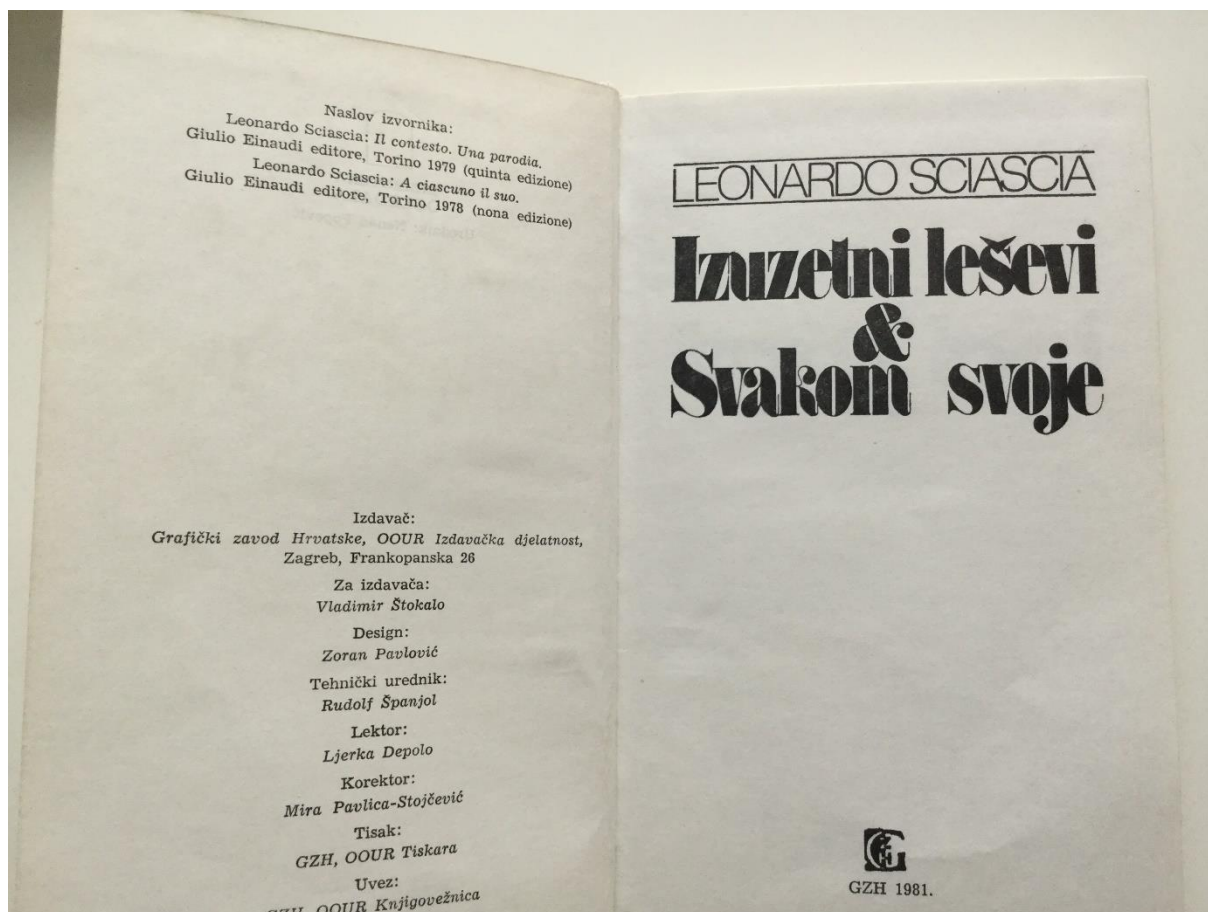 Naslov izvornika:
Leonardo Sciascia: Il contesto. Una parodia.
Giulio Einaudi editore, Torino 1979 (quinta edizione)
Leonardo Sciascia: A ciascuno il suo.
Giulio Einaudi editore, Torino 1978 (nona edizione)
Izdavač:
Grafički zavod Hrvatske, OOUR Izdavačka djelatnost,
Zagreb, Frankopanska 26
Za izdavača:
Vladimir Štokalo
Design:
Zoran Pavlović
Tehnički urednik:
Rudolf Španjol
Lektor:
Ljerka Depolo
Korektor:
Mira Pavlica-Stojčević
Tisak:
GZH, OOUR Tiskara
Uvez:
GZH, OOUR Knjigovežnica
LEONARDO SCIASCIA
Izuzetni leševi
&
Svakom svoje
GZH 1981.